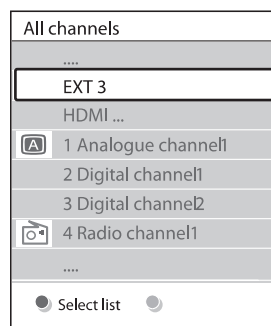 All channels
....
EXT 3
HDMI ...
A 1 Analogue channel1
2 Digital channel1
3 Digital channel2
4 Radio channel1
....
Select list